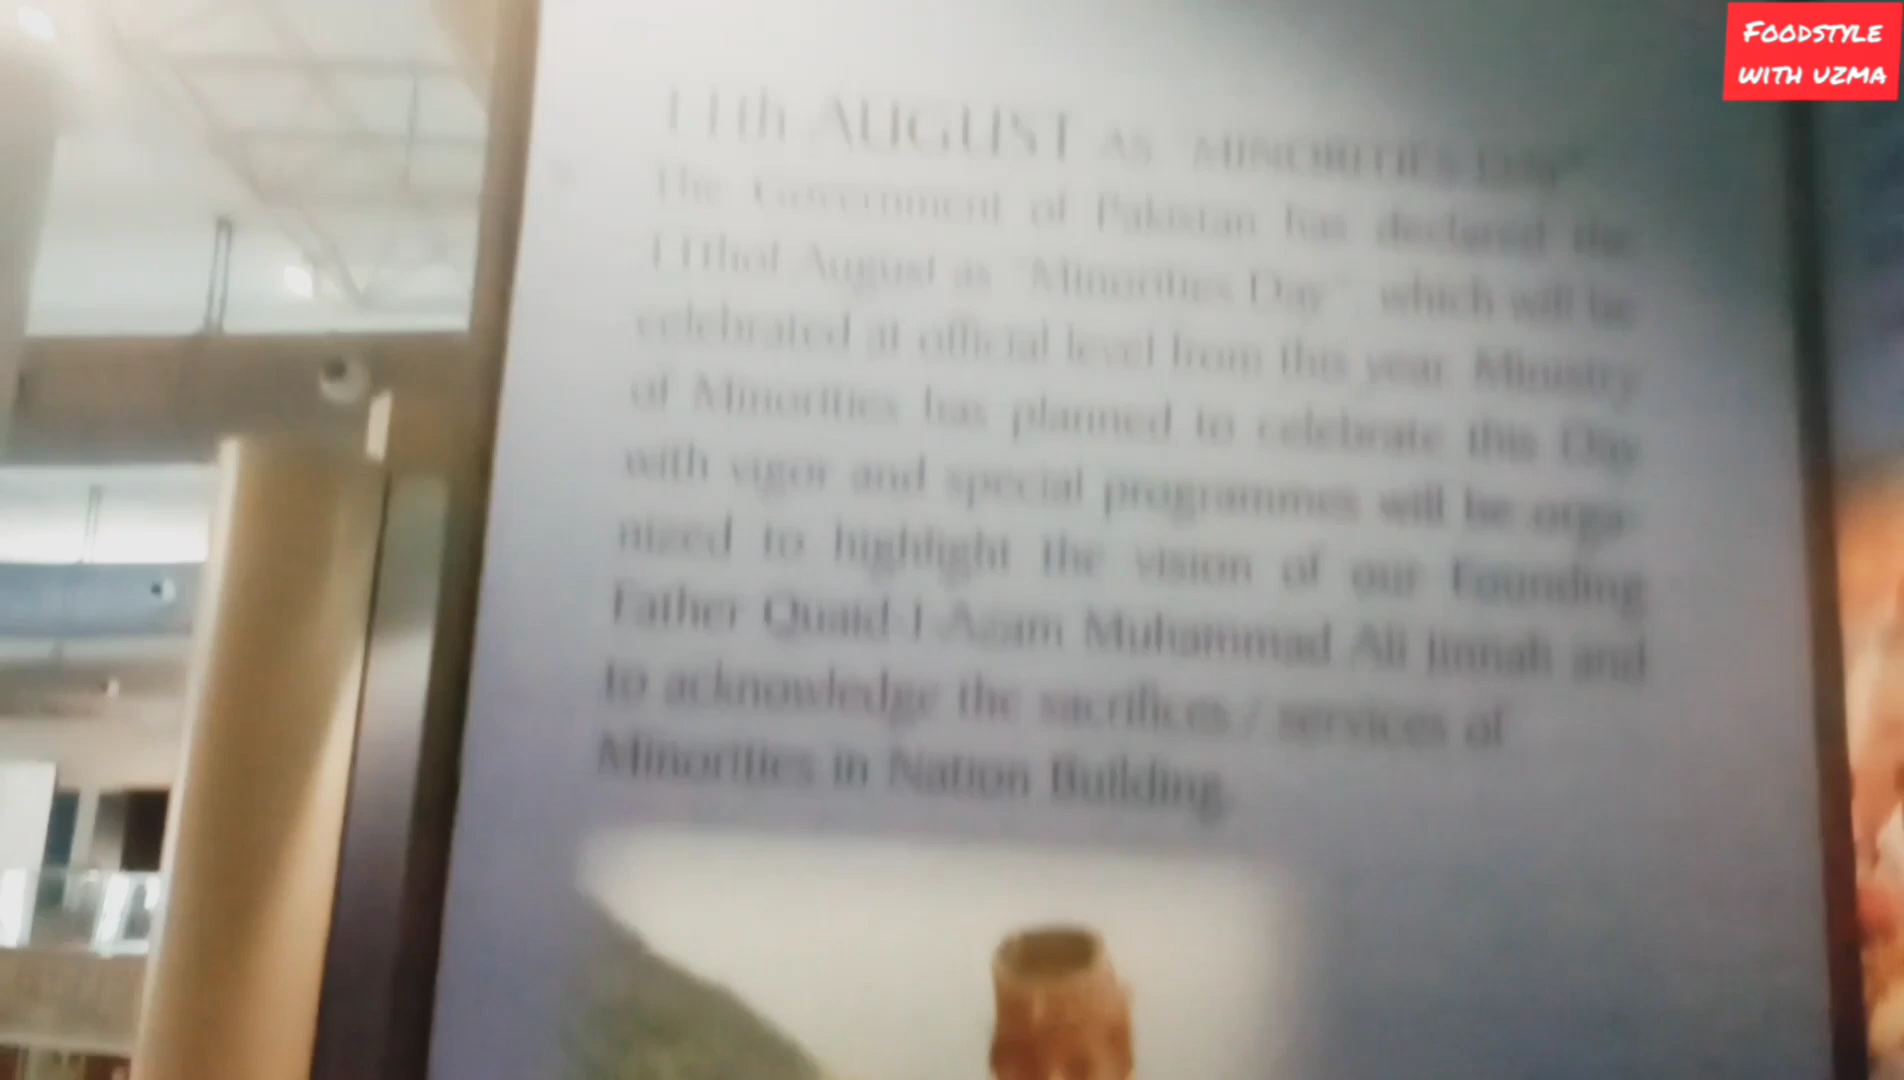 FOODSTYLE
WITH UZMA
11th AUGUST AS "MINORITIES DAY"
The Government of Pakistan has declared the
11thof August as "Minorities Day", which will be
celebrated at official level from this year. Ministry
of Minorities has planned to celebrate this Day
with vigor and special programmes will be orga-
nized to highlight the vision of our Founding
Father Quaid-I-Azam Muhammad Ali Jinnah and
to acknowledge the sacrifices / services of
Minorities in Nation Building.